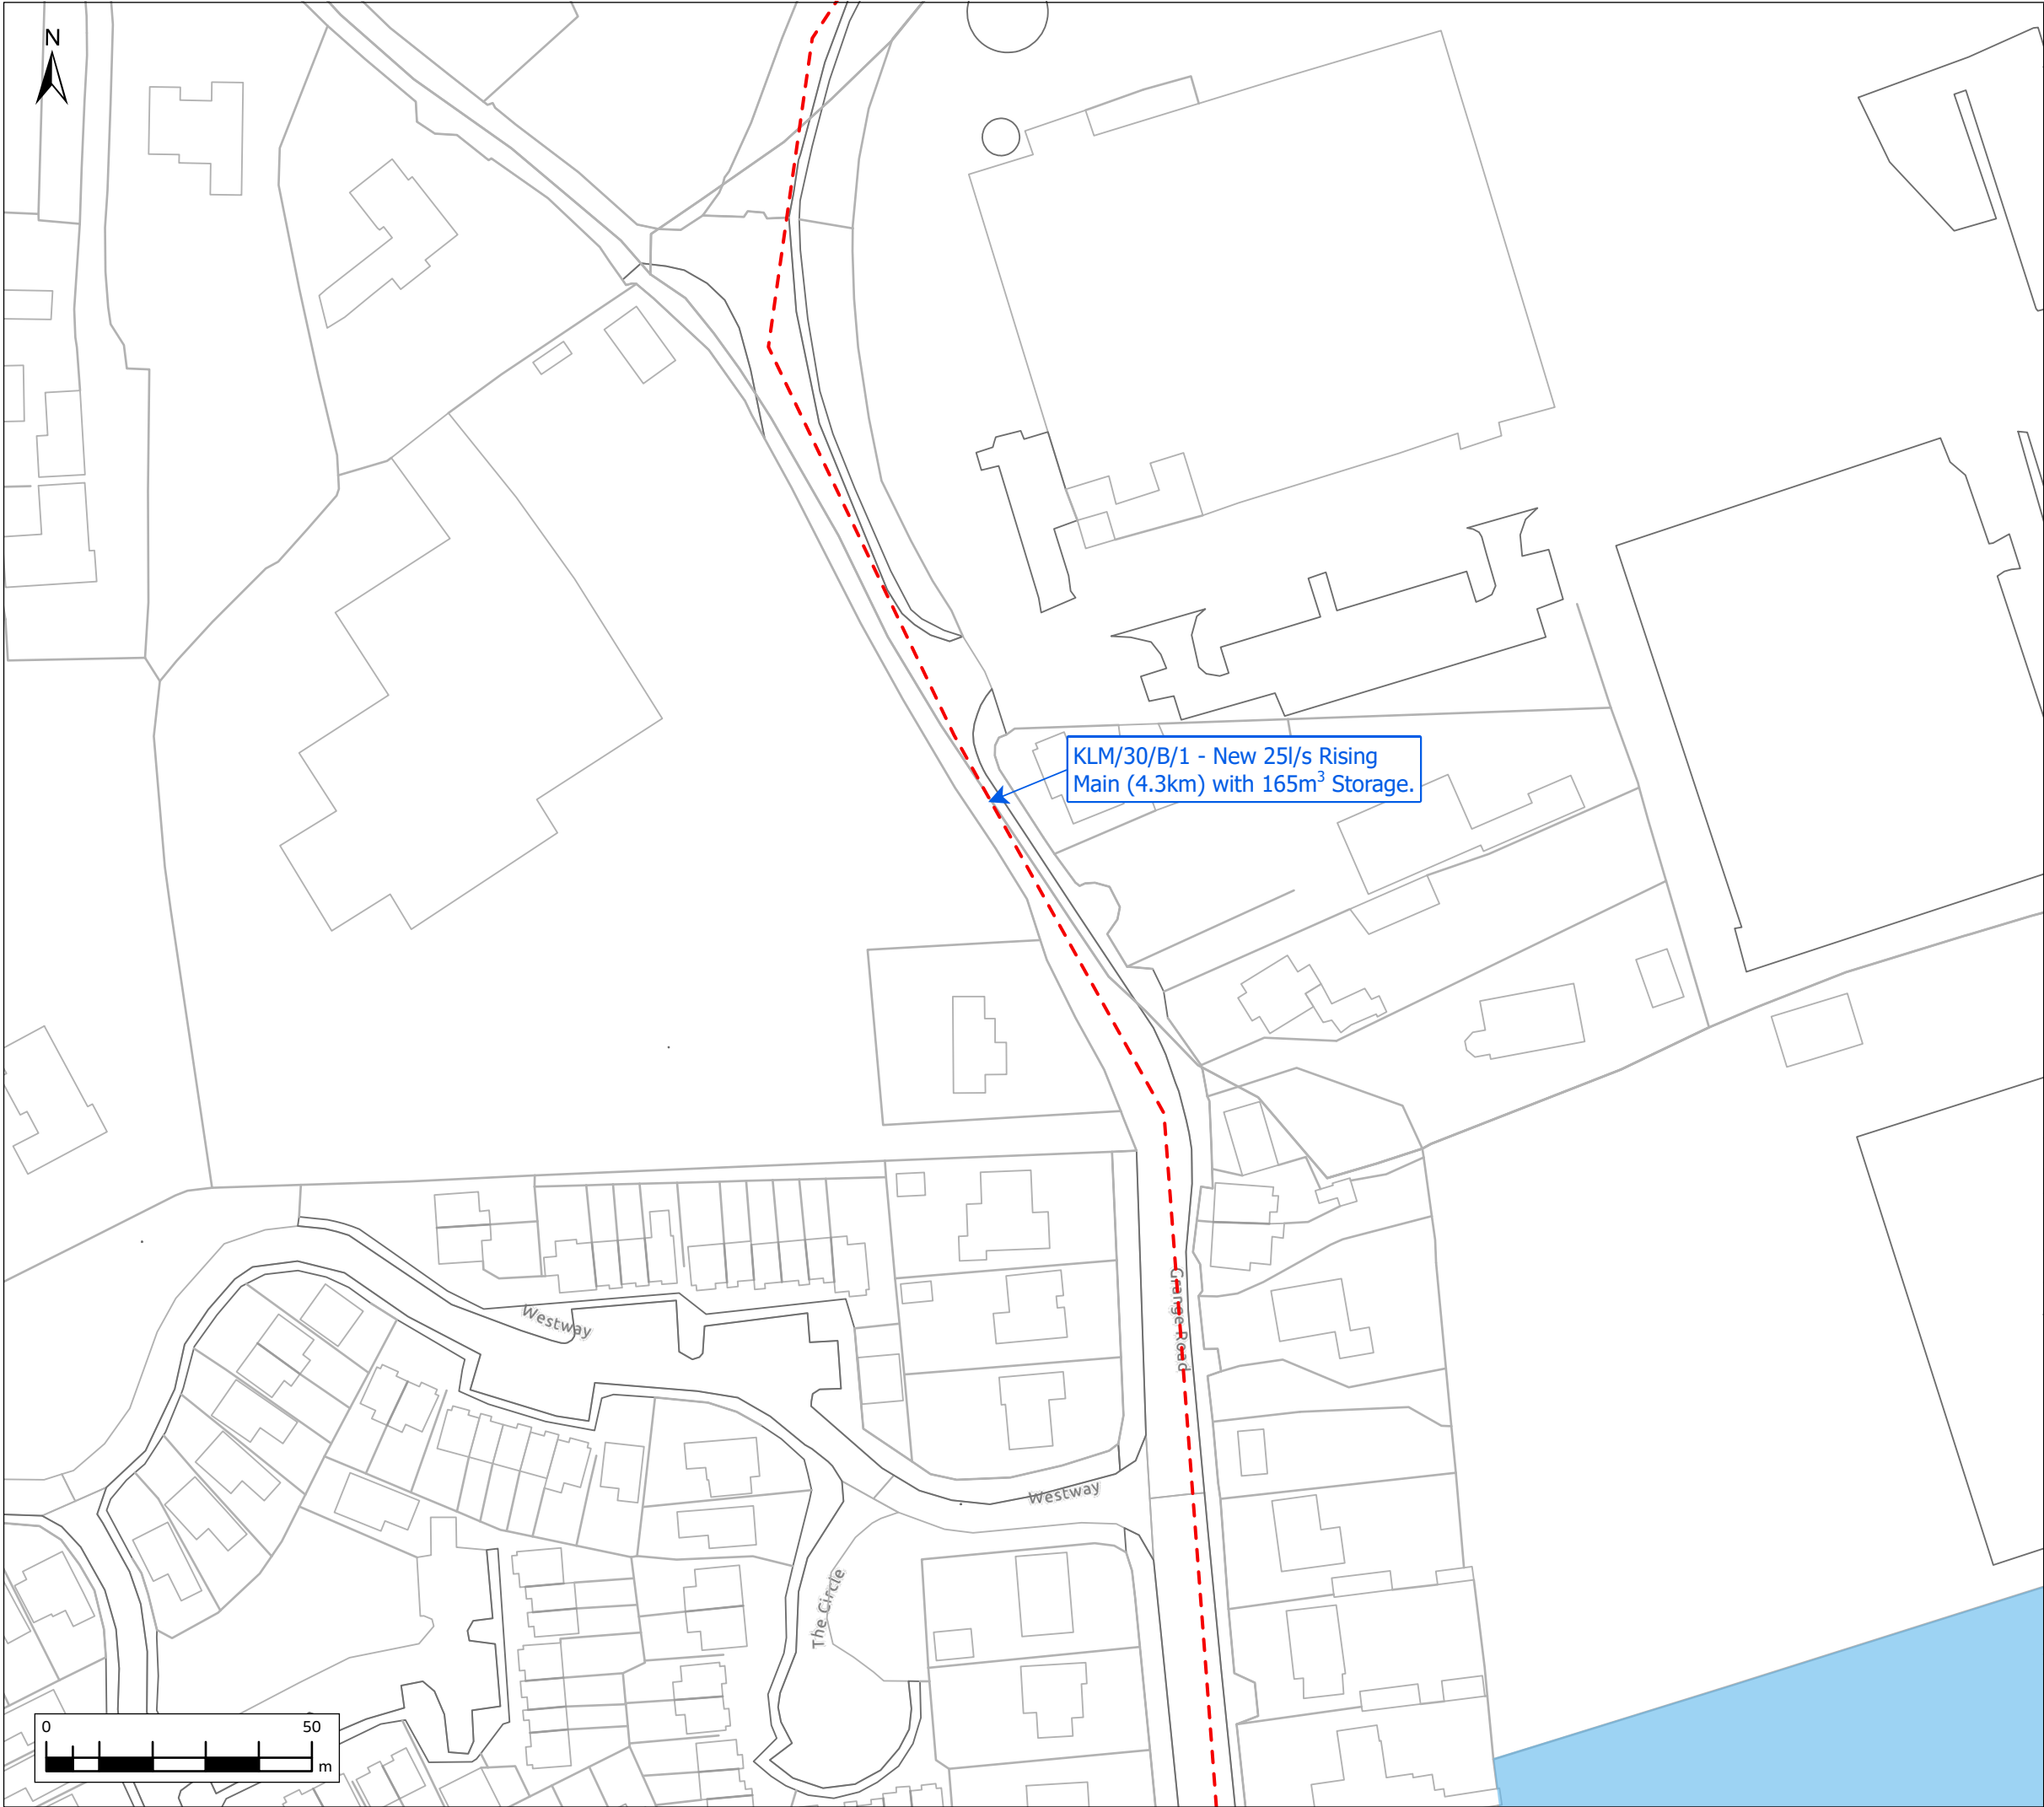 N
KLM/30/B/1 - New 25l/s Rising
Main (4.3km) with 165m³ Storage.
Grange Road
Westway
Westway
The Circle
0 50
m